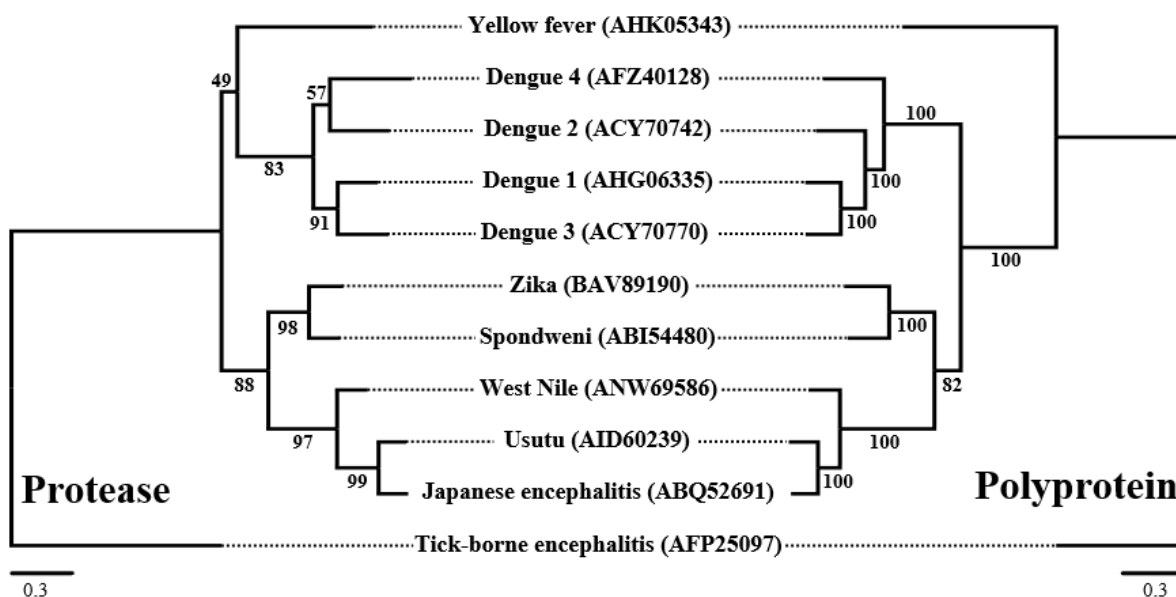 Yellow fever (AHK05343)
49
Dengue 4 (AFZ40128)
57
100
Dengue 2 (ACY70742)
83
Dengue 1 (AHG06335)
100
91
Dengue 3 (ACY70770)
100
100
Zika (BAV89190)
98
Spondweni (ABI54480)
100
88
West Nile (ANW69586)
82
97
Usutu (AID60239)
100
99
Japanese encephalitis (ABQ52691)
100
Protease
Polyprotein
Tick-borne encephalitis (AFP25097)
0.3
0.3